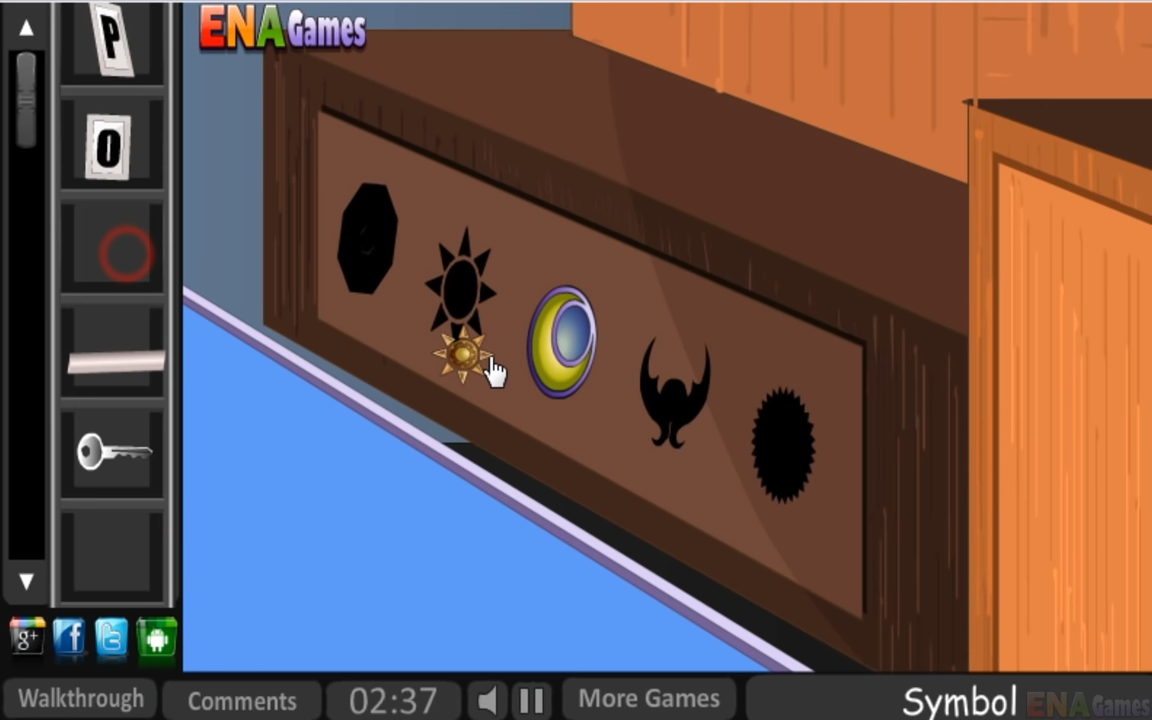 P
ENAGames
O
g+
f
t
Walkthrough
Comments
02:37
More Games
Symbol
ENAGames